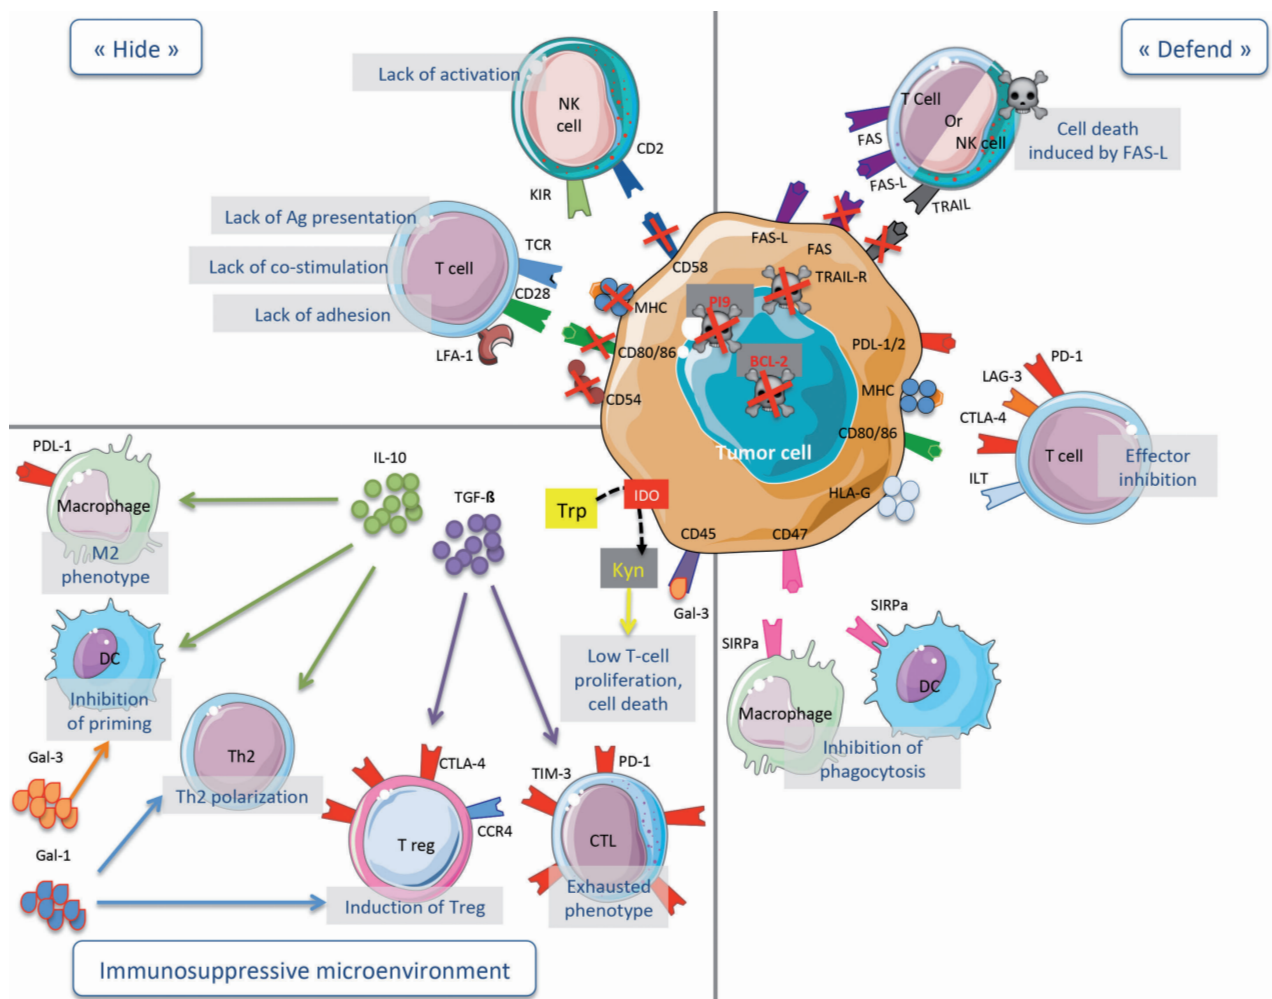 « Hide »
Lack of activation
NK
cell
CD2
KIR
Lack of Ag presentation
Lack of co-stimulation
Lack of adhesion
T cell
TCR
CD28
LFA-1
CD58
MHC
CD80/86
CD54
« Defend »
T Cell
Or
NK cell
Cell death
induced by FAS-L
FAS
FAS-L
TRAIL
FAS-L
FAS
TRAIL-R
PI9
BCL-2
Tumor cell
PDL-1/2
MHC
CD80/86
HLA-G
CD45
CD47
PD-1
LAG-3
CTLA-4
ILT
T cell
Effector
inhibition
SIRPa
SIRPa
Macrophage
DC
Inhibition of
phagocytosis
PDL-1
Macrophage
M2
phenotype
IL-10
TGF-ß
Trp
IDO
Kyn
Gal-3
Low T-cell
proliferation,
cell death
DC
Inhibition
of priming
Gal-3
Th2
Th2 polarization
Gal-1
CTLA-4
CCR4
T reg
Induction of Treg
TIM-3
PD-1
CTL
Exhausted
phenotype
Immunosuppressive microenvironment